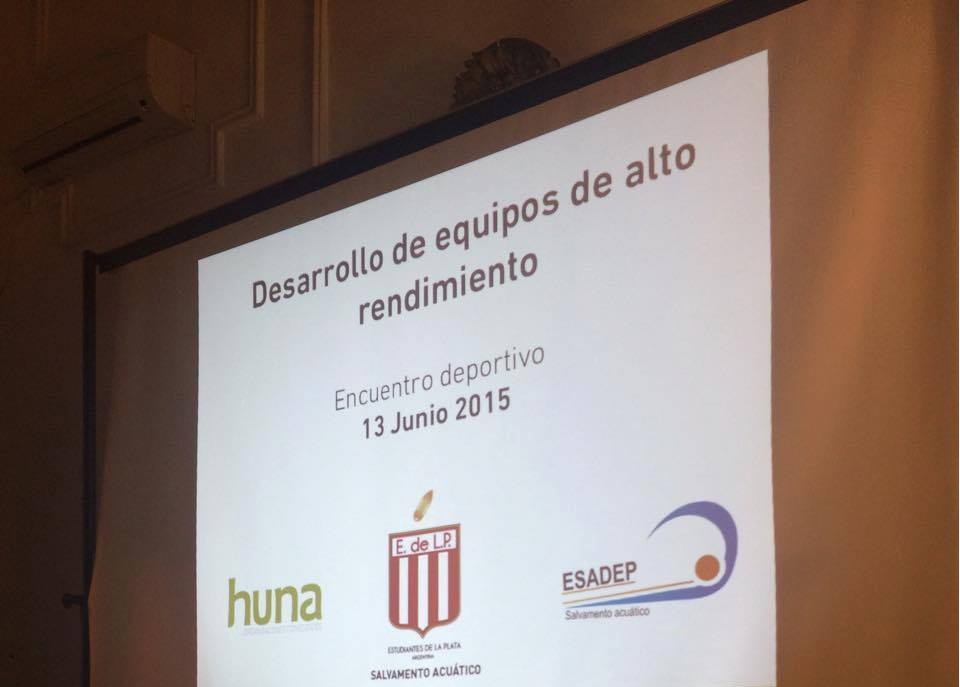 Desarrollo de equipos de alto
rendimiento
Encuentro deportivo
13 Junio 2015
huna
E. de L.P.
ESTUDIANTES DE LA PLATA
ARGENTINA
SALVAMENTO ACUÁTICO
ESADEP
Salvamento acuático